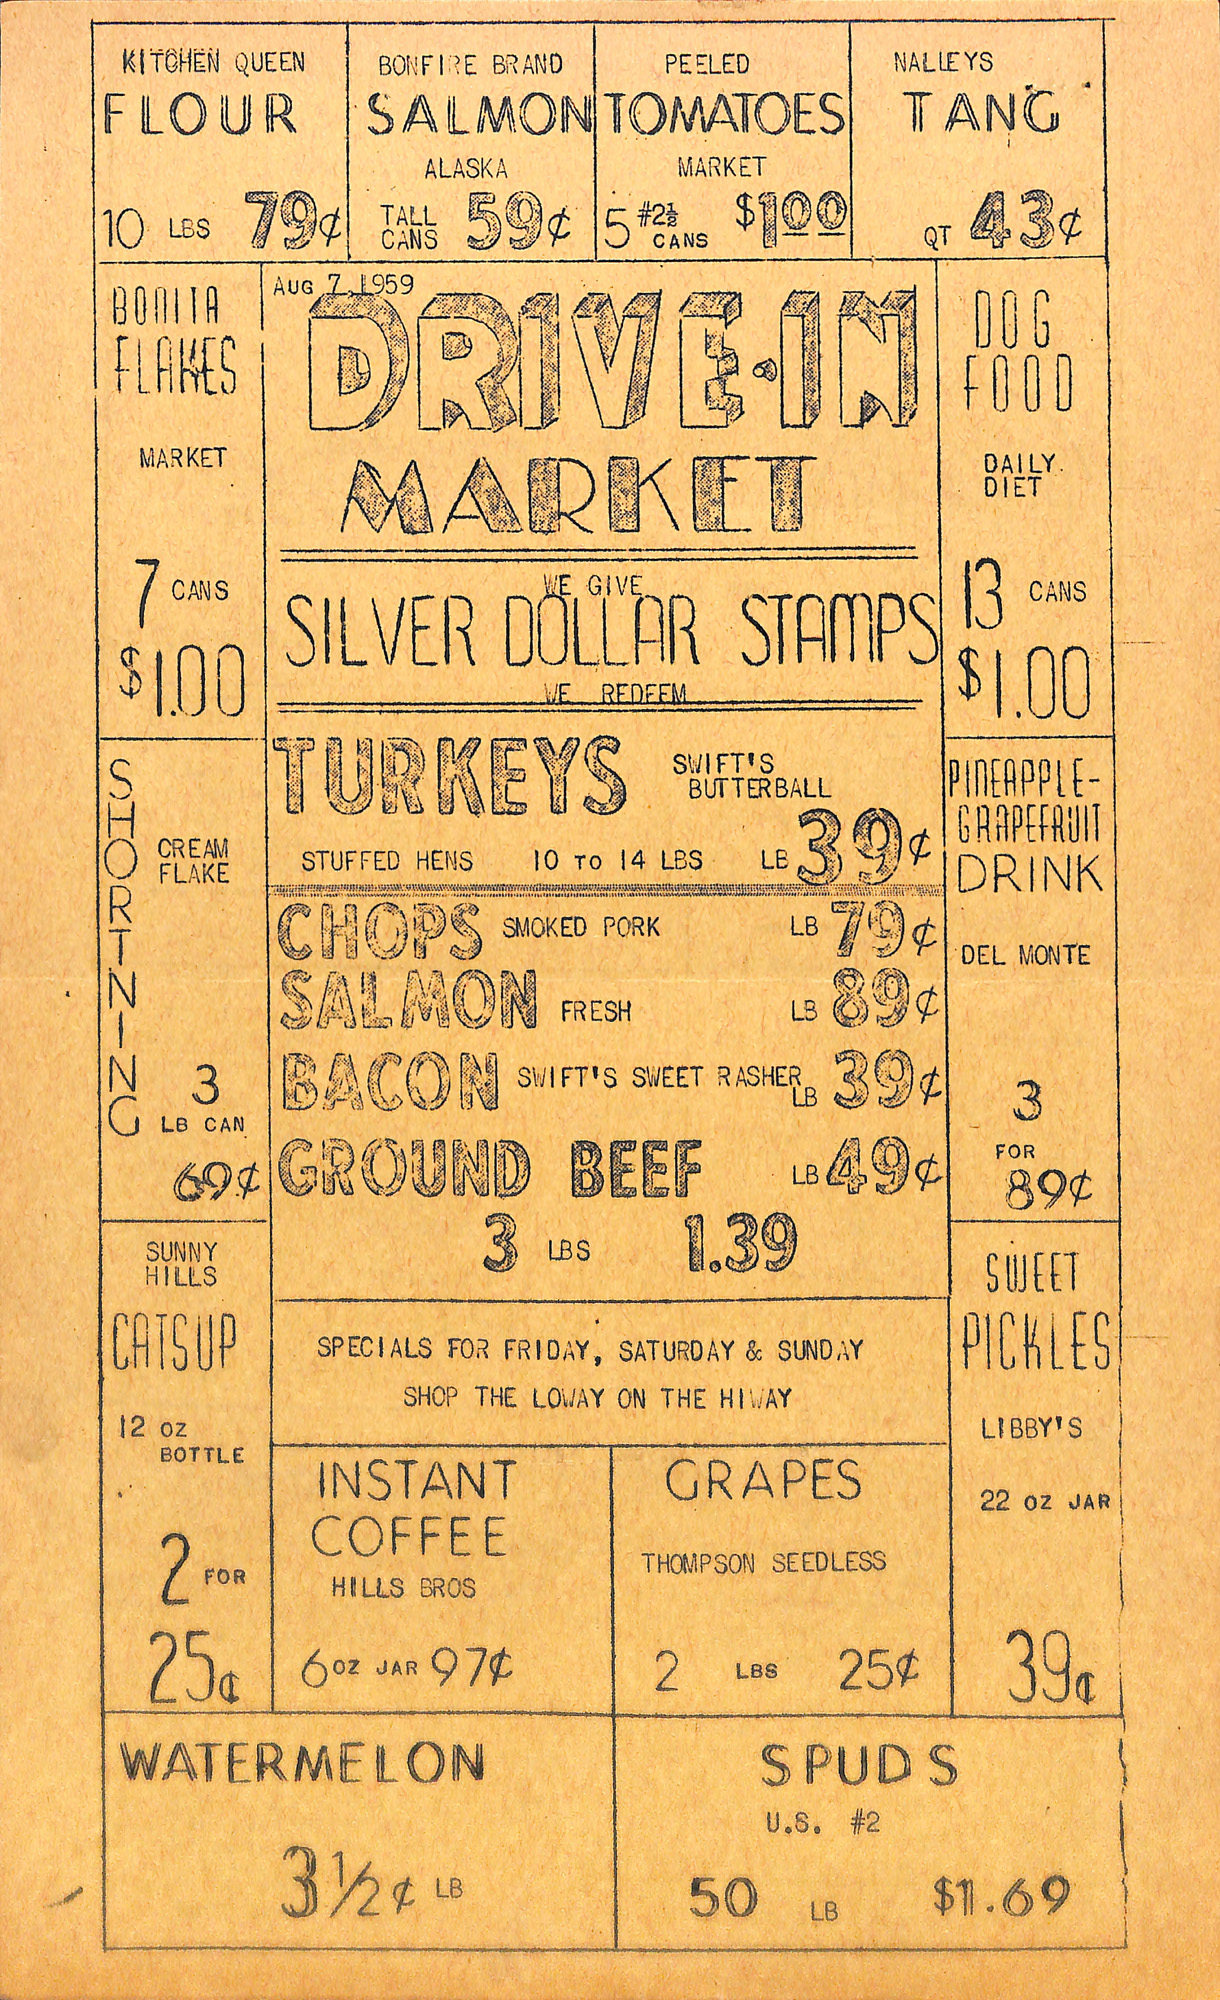 KITCHEN QUEEN
FLOUR
10 LBS 79¢
BONFIRE BRAND
SALMON
ALASKA
TALL
CANS 59¢
PEELED
TOMATOES
MARKET
5 #2½
CANS $1.00
NALLEYS
TANG
QT 43¢
BONITA
FLAKES
MARKET
7 CANS
$1.00
AUG 7, 1959
DRIVE-IN
MARKET
WE GIVE
SILVER DOLLAR STAMPS
WE REDEEM
DOG
FOOD
DAILY
DIET
13 CANS
$1.00
SHORTNING
CREAM
FLAKE
3
LB CAN
69¢
TURKEYS SWIFT'S
BUTTERBALL
STUFFED HENS 10 TO 14 LBS LB 39¢
CHOPS SMOKED PORK LB 79¢
SALMON FRESH LB 89¢
BACON SWIFT'S SWEET RASHER LB 39¢
GROUND BEEF LB 49¢
3 LBS 1.39
PINEAPPLE-
GRAPEFRUIT
DRINK
DEL MONTE
3
FOR
89¢
SUNNY
HILLS
CATSUP
12 OZ
BOTTLE
2 FOR
25¢
SPECIALS FOR FRIDAY, SATURDAY & SUNDAY
SHOP THE LOWAY ON THE HIWAY
INSTANT
COFFEE
HILLS BROS
6 OZ JAR 97¢
GRAPES
THOMPSON SEEDLESS
2 LBS 25¢
SWEET
PICKLES
LIBBY'S
22 OZ JAR
39¢
WATERMELON
3½¢ LB
SPUDS
U.S. #2
50 LB $1.69